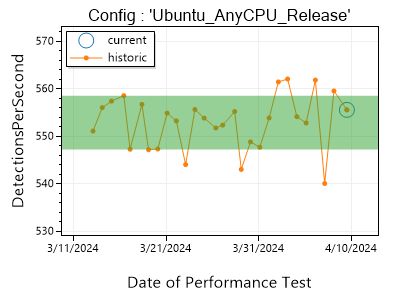 Config : 'Ubuntu_AnyCPU_Release'
current
historic
DetectionsPerSecond
570
560
550
540
530
3/11/2024 3/21/2024 3/31/2024 4/10/2024
Date of Performance Test